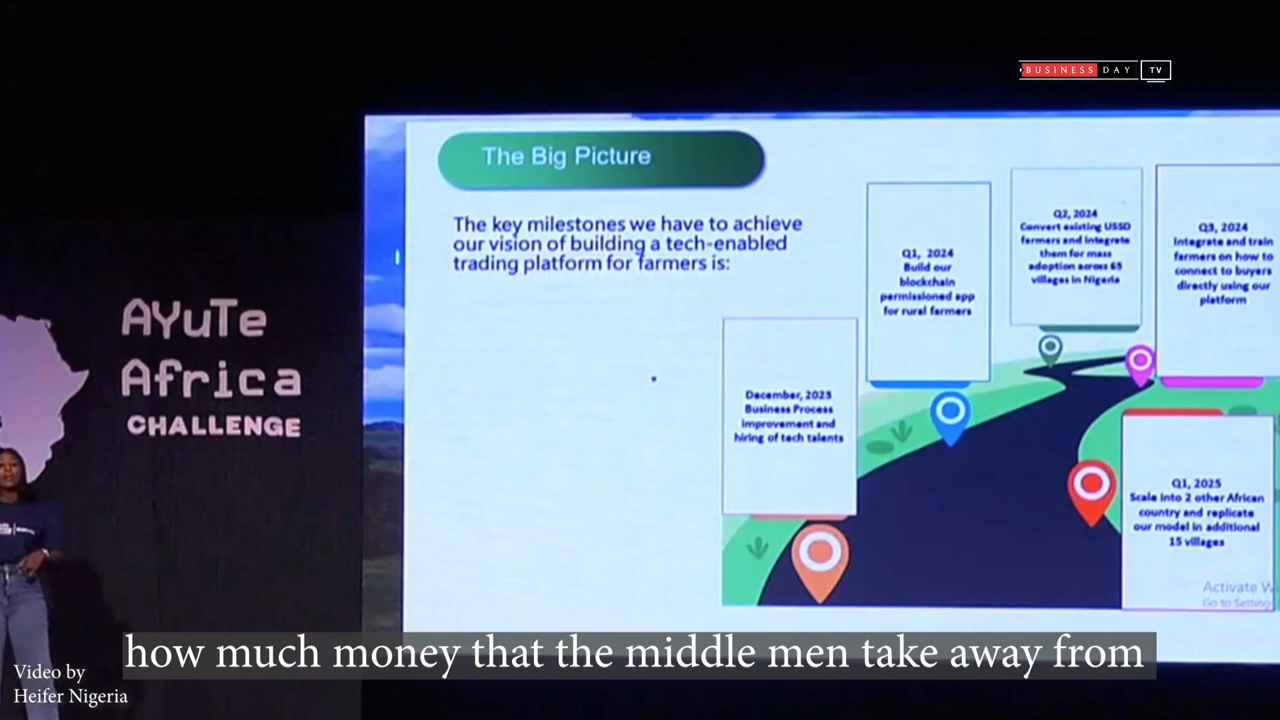 BUSINESS DAY TV
The Big Picture
The key milestones we have to achieve
our vision of building a tech-enabled
trading platform for farmers is:
December, 2023
Business Process
improvement and
hiring of tech talents
Q1, 2024
Build our
blockchain
permissioned app
for rural farmers
Q2, 2024
Convert existing USSD
farmers and integrate
them for mass
adoption across 65
villages in Nigeria
Q3, 2024
Integrate and train
farmers on how to
connect to buyers
directly using our
platform
Q1, 2025
Scale into 2 other African
country and replicate
our model in additional
15 villages
Activate
Go to Setting
AYuTe
Africa
CHALLENGE
how much money that the middle men take away from
Video by
Heifer Nigeria